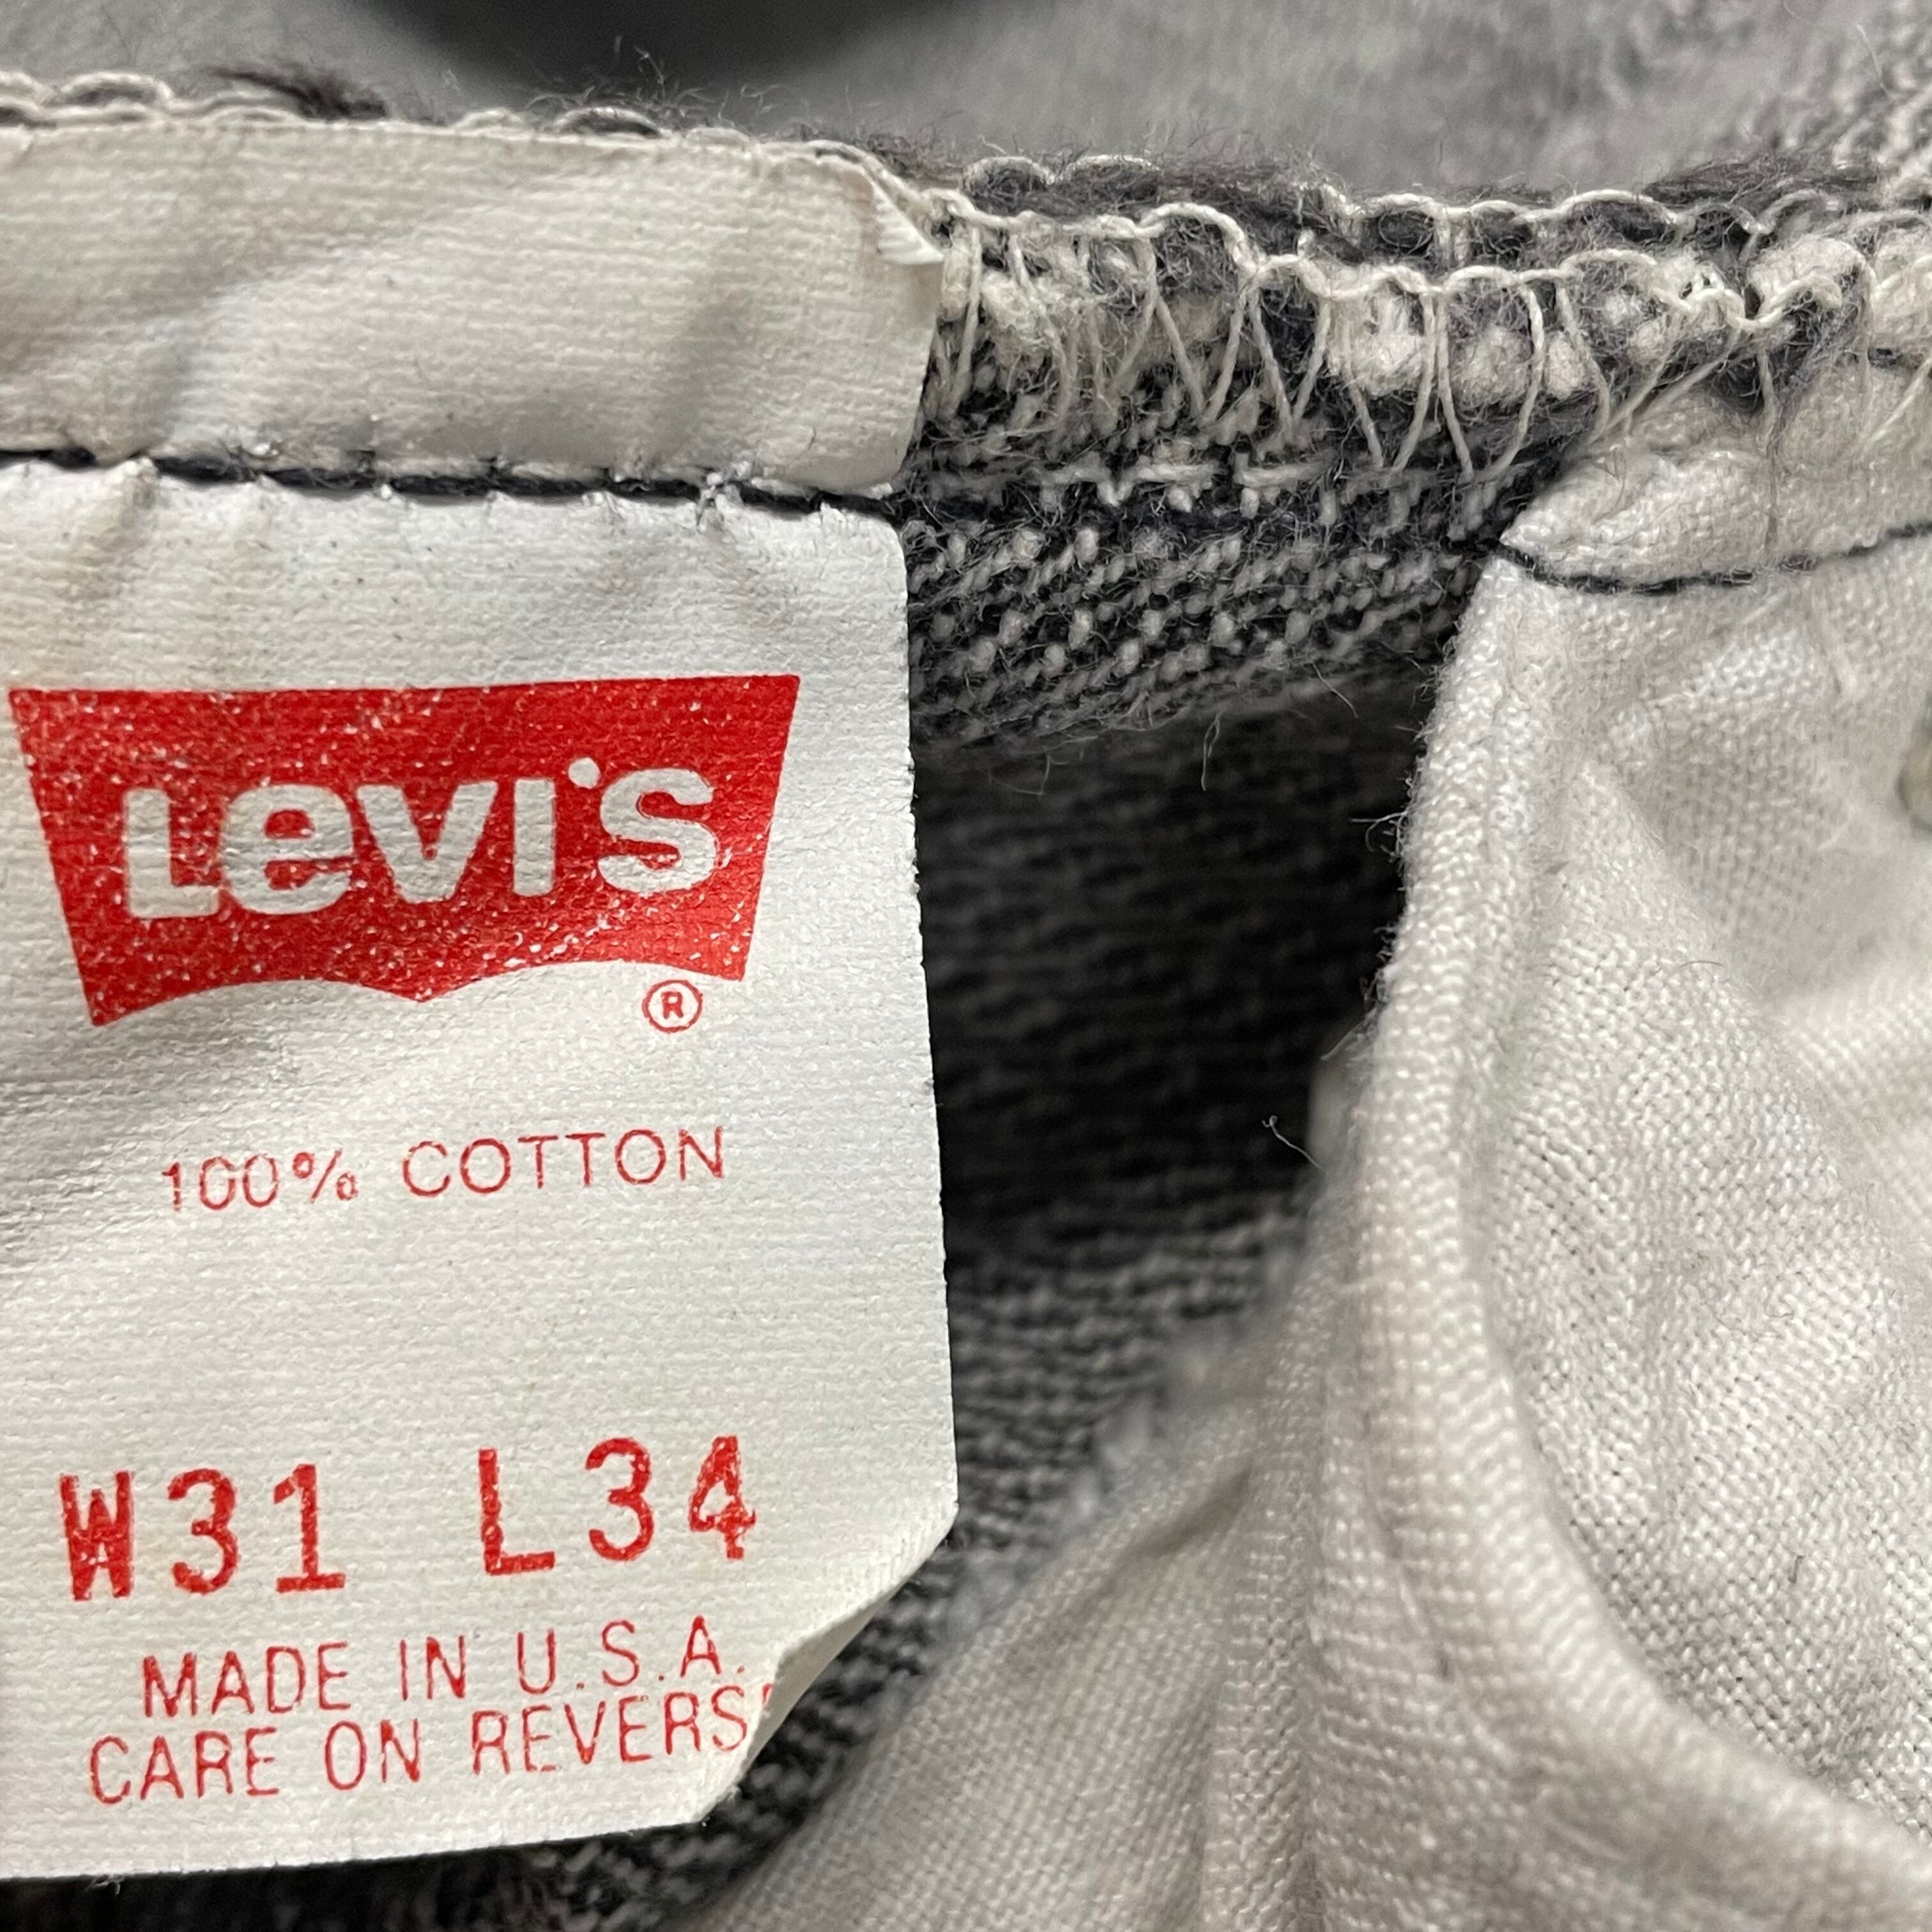 Levi's
®
100% COTTON
W31 L34
MADE IN U.S.A.
CARE ON REVERS